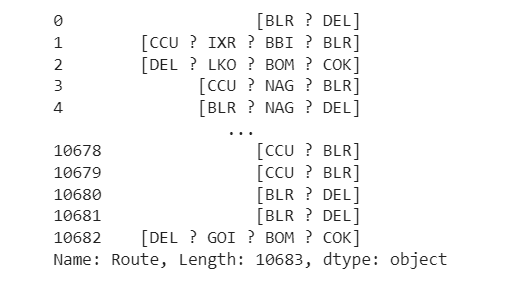 0 [BLR ? DEL]
1 [CCU ? IXR ? BBI ? BLR]
2 [DEL ? LKO ? BOM ? COK]
3 [CCU ? NAG ? BLR]
4 [BLR ? NAG ? DEL]
...
10678 [CCU ? BLR]
10679 [CCU ? BLR]
10680 [BLR ? DEL]
10681 [BLR ? DEL]
10682 [DEL ? GOI ? BOM ? COK]
Name: Route, Length: 10683, dtype: object